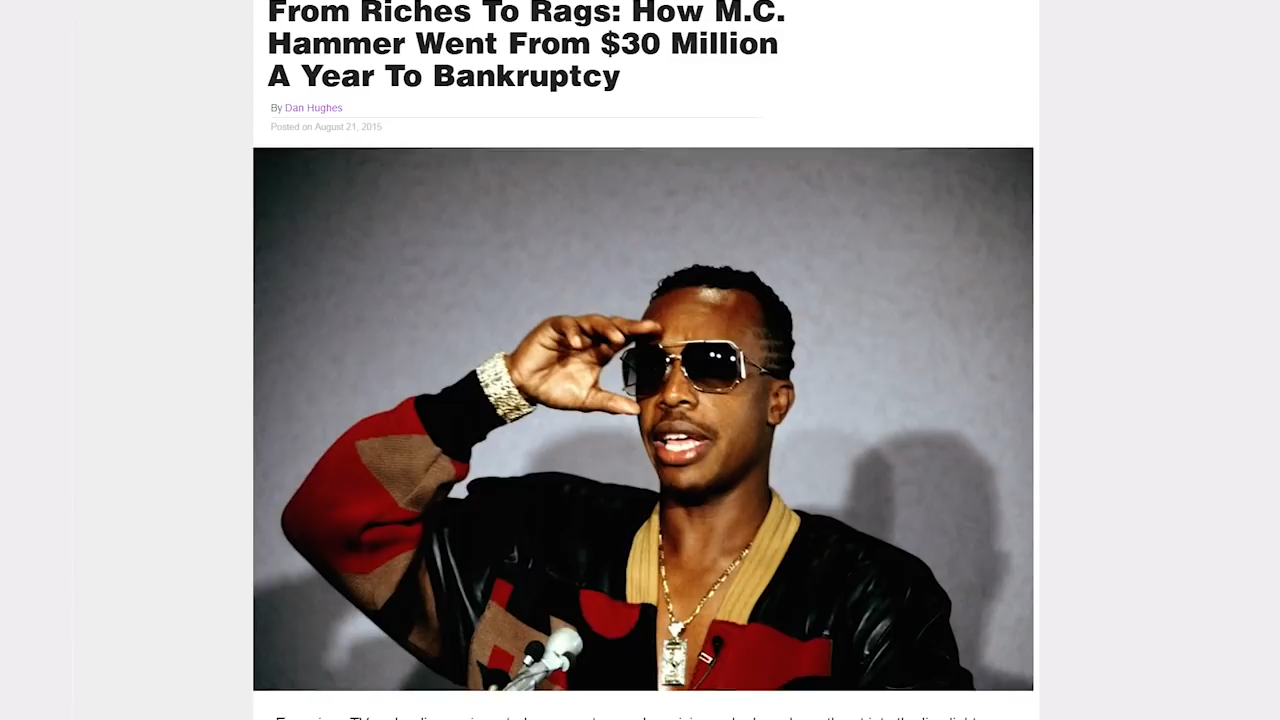 From Riches To Rags: How M.C.
Hammer Went From $30 Million
A Year To Bankruptcy
By Dan Hughes
Posted on August 21, 2015